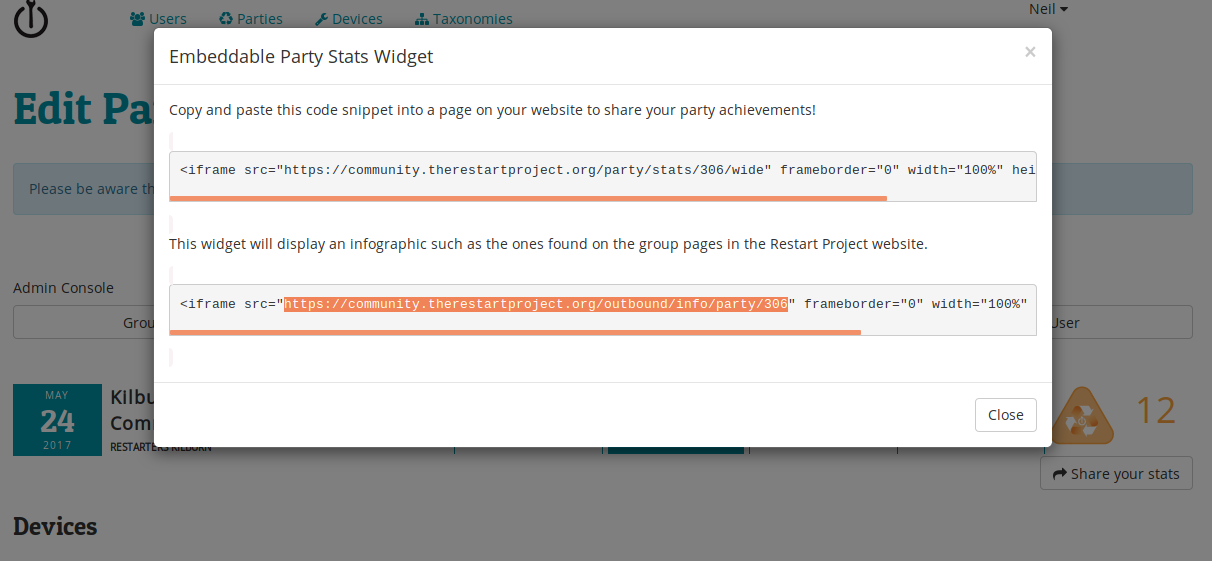 Users Parties Devices Taxonomies Neil
Embeddable Party Stats Widget ×
Edit Pa
Copy and paste this code snippet into a page on your website to share your party achievements!
<iframe src="https://community.therestartproject.org/party/stats/306/wide" frameborder="0" width="100%" hei
Please be aware th
This widget will display an infographic such as the ones found on the group pages in the Restart Project website.
Admin Console
<iframe src="https://community.therestartproject.org/outbound/info/party/306" frameborder="0" width="100%"
Grou
User
MAY
24
2017
Kilbu
Com
RESTARTERS KILBURN
12
Close
Share your stats
Devices